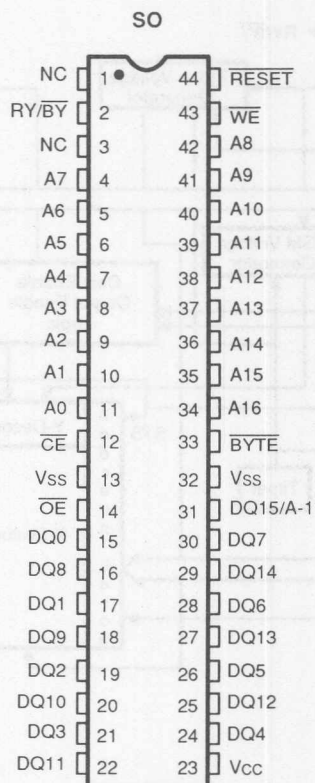 SO
NC 1 44 RESET
RY/BY 2 43 WE
NC 3 42 A8
A7 4 41 A9
A6 5 40 A10
A5 6 39 A11
A4 7 38 A12
A3 8 37 A13
A2 9 36 A14
A1 10 35 A15
A0 11 34 A16
CE 12 33 BYTE
VSS 13 32 VSS
OE 14 31 DQ15/A-1
DQ0 15 30 DQ7
DQ8 16 29 DQ14
DQ1 17 28 DQ6
DQ9 18 27 DQ13
DQ2 19 26 DQ5
DQ10 20 25 DQ12
DQ3 21 24 DQ4
DQ11 22 23 VCC